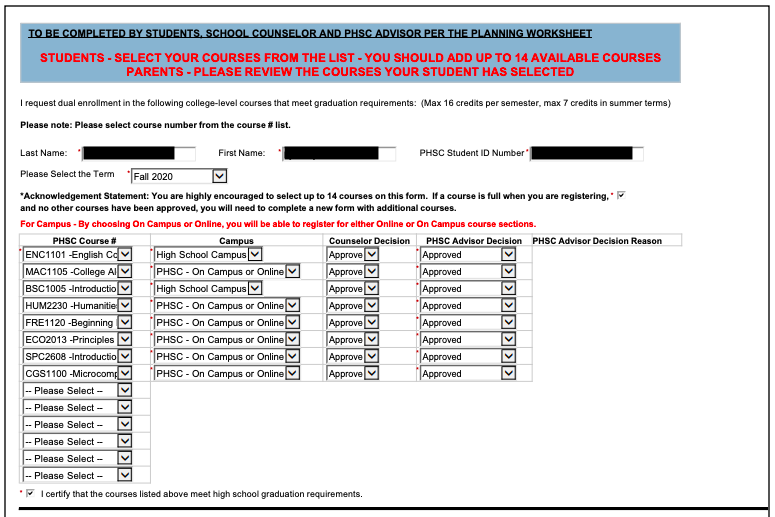 TO BE COMPLETED BY STUDENTS, SCHOOL COUNSELOR AND PHSC ADVISOR PER THE PLANNING WORKSHEET
STUDENTS - SELECT YOUR COURSES FROM THE LIST - YOU SHOULD ADD UP TO 14 AVAILABLE COURSES
PARENTS - PLEASE REVIEW THE COURSES YOUR STUDENT HAS SELECTED
I request dual enrollment in the following college-level courses that meet graduation requirements: (Max 16 credits per semester, max 7 credits in summer terms)
Please note: Please select course number from the course # list.
Last Name: * First Name: * PHSC Student ID Number *
Please Select the Term * Fall 2020
*Acknowledgement Statement: You are highly encouraged to select up to 14 courses on this form. If a course is full when you are registering, *
and no other courses have been approved, you will need to complete a new form with additional courses.
For Campus - By choosing On Campus or Online, you will be able to register for either Online or On Campus course sections.
PHSC Course # Campus Counselor Decision PHSC Advisor Decision PHSC Advisor Decision Reason
* ENC1101 -English Co * High School Campus Approve * Approved
MAC1105 -College Al * PHSC - On Campus or Online Approve * Approved
BSC1005 -Introductio * High School Campus Approve * Approved
HUM2230 -Humanities * PHSC - On Campus or Online Approve * Approved
FRE1120 -Beginning * PHSC - On Campus or Online Approve * Approved
ECO2013 -Principles * PHSC - On Campus or Online Approve * Approved
SPC2608 -Introductio * PHSC - On Campus or Online Approve * Approved
CGS1100 -Microcomp * PHSC - On Campus or Online Approve * Approved
-- Please Select --
-- Please Select --
-- Please Select --
-- Please Select --
-- Please Select --
-- Please Select --
* I certify that the courses listed above meet high school graduation requirements.